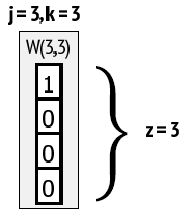 j = 3,k = 3
W(3,3)
1
0
0
0
z = 3